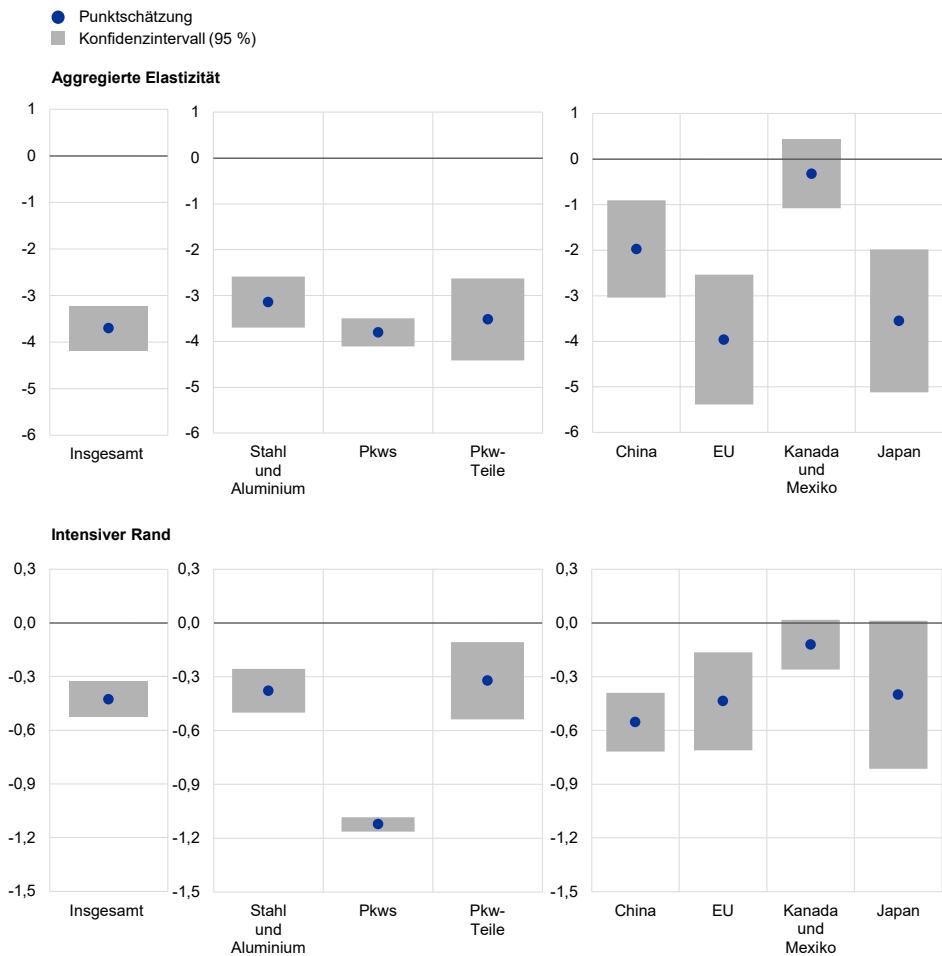 Punktschätzung
Konfidenzintervall (95 %)
Aggregierte Elastizität
1
0
-1
-2
-3
-4
-5
-6
Insgesamt
1
0
-1
-2
-3
-4
-5
-6
Stahl
und
Aluminium
Pkws
Pkw-
Teile
1
0
-1
-2
-3
-4
-5
-6
China
EU
Kanada
und
Mexiko
Japan
Intensiver Rand
0,3
0,0
-0,3
-0,6
-0,9
-1,2
-1,5
Insgesamt
0,3
0,0
-0,3
-0,6
-0,9
-1,2
-1,5
Stahl
und
Aluminium
Pkws
Pkw-
Teile
0,3
0,0
-0,3
-0,6
-0,9
-1,2
-1,5
China
EU
Kanada
und
Mexiko
Japan